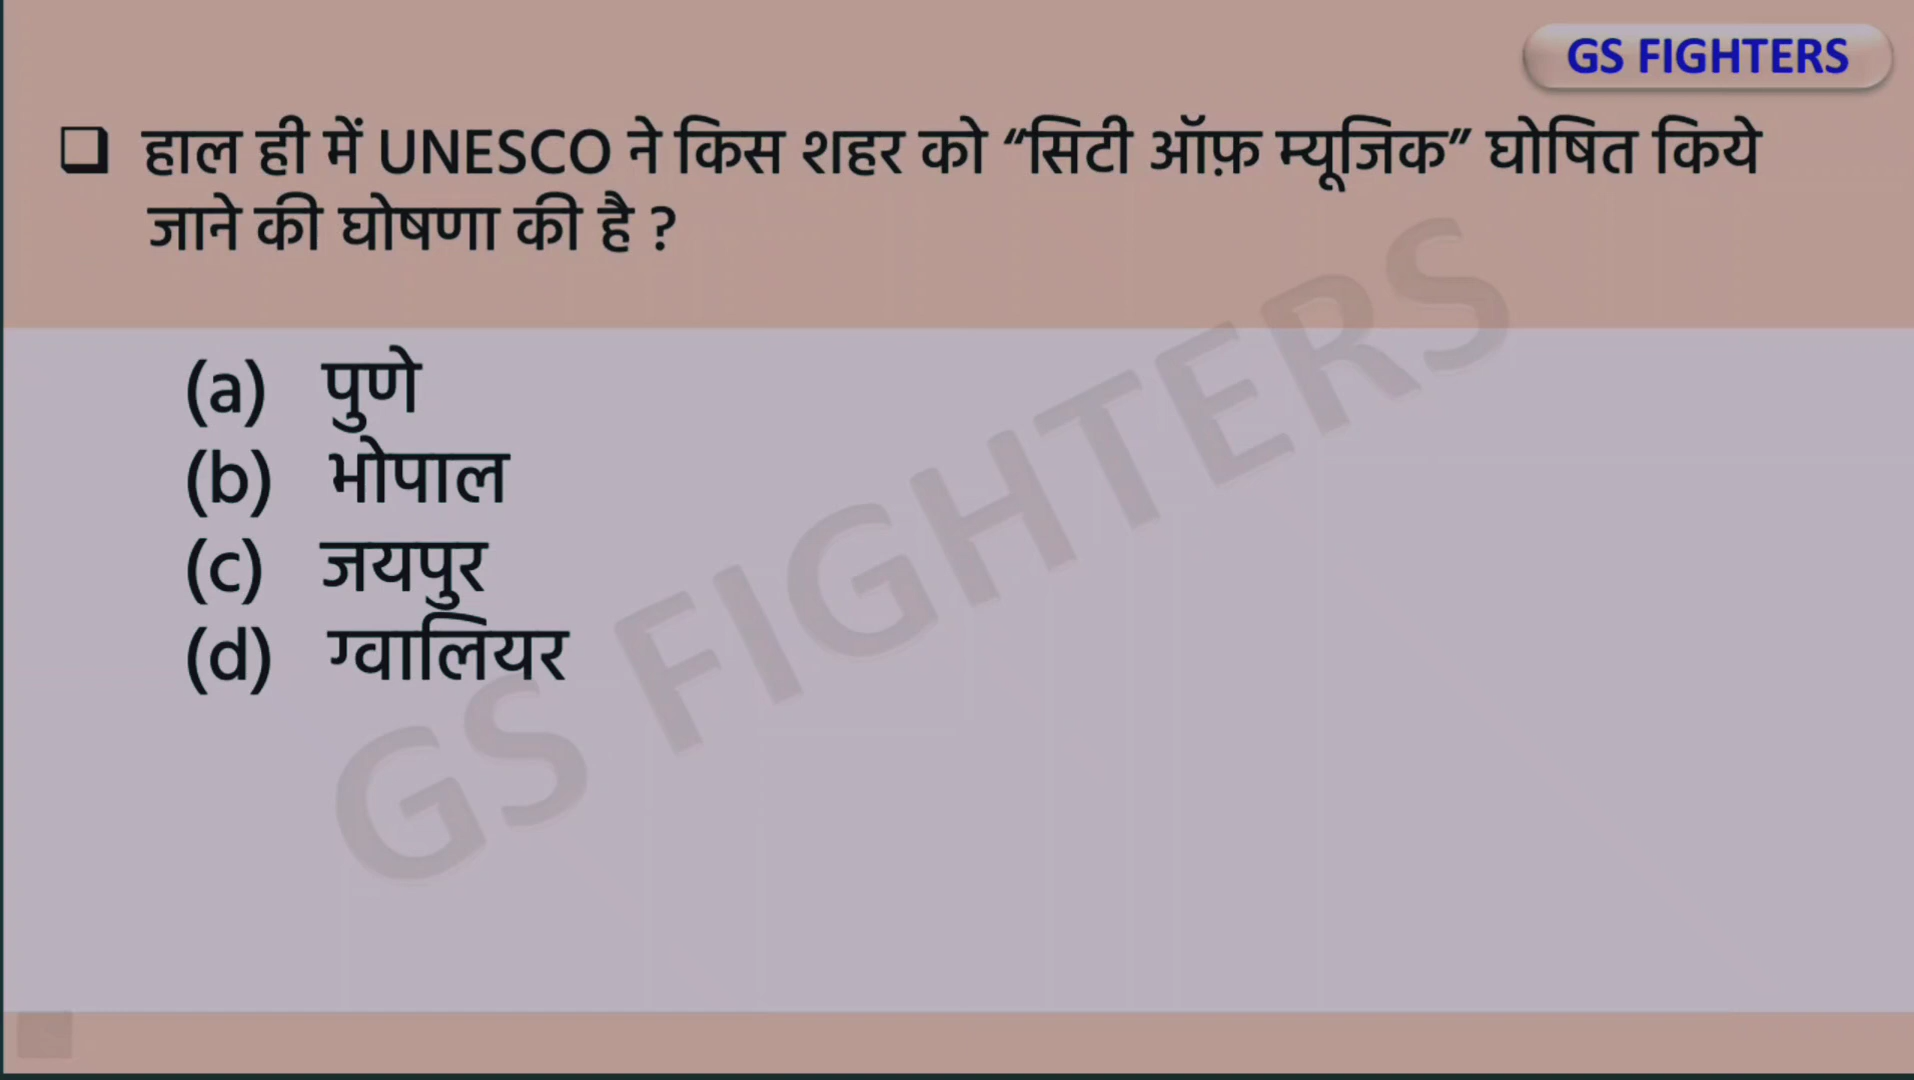 GS FIGHTERS
❑ हाल ही में UNESCO ने किस शहर को “सिटी ऑफ़ म्यूजिक” घोषित किये
जाने की घोषणा की है ?
(a) पुणे
(b) भोपाल
(c) जयपुर
(d) ग्वालियर
GS FIGHTERS